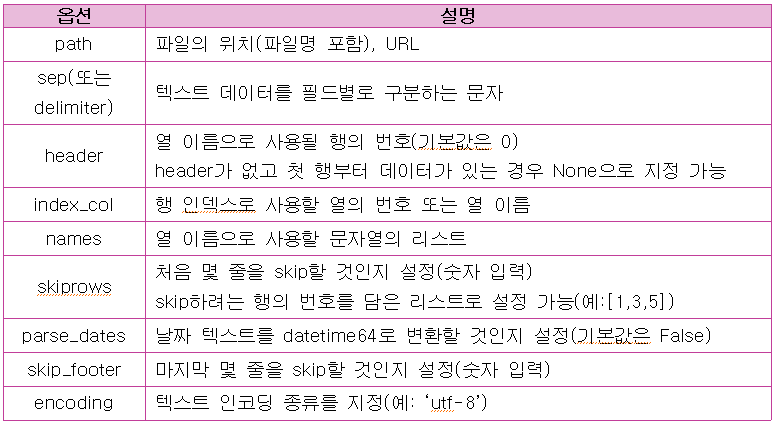 옵션 설명
path 파일의 위치(파일명 포함), URL
sep(또는
delimiter) 텍스트 데이터를 필드별로 구분하는 문자
header 열 이름으로 사용될 행의 번호(기본값은 0)
header가 없고 첫 행부터 데이터가 있는 경우 None으로 지정 가능
index_col 행 인덱스로 사용할 열의 번호 또는 열 이름
names 열 이름으로 사용할 문자열의 리스트
skiprows 처음 몇 줄을 skip할 것인지 설정(숫자 입력)
skip하려는 행의 번호를 담은 리스트로 설정 가능(예:[1,3,5])
parse_dates 날짜 텍스트를 datetime64로 변환할 것인지 설정(기본값은 False)
skip_footer 마지막 몇 줄을 skip할 것인지 설정(숫자 입력)
encoding 텍스트 인코딩 종류를 지정(예: ‘utf-8’)